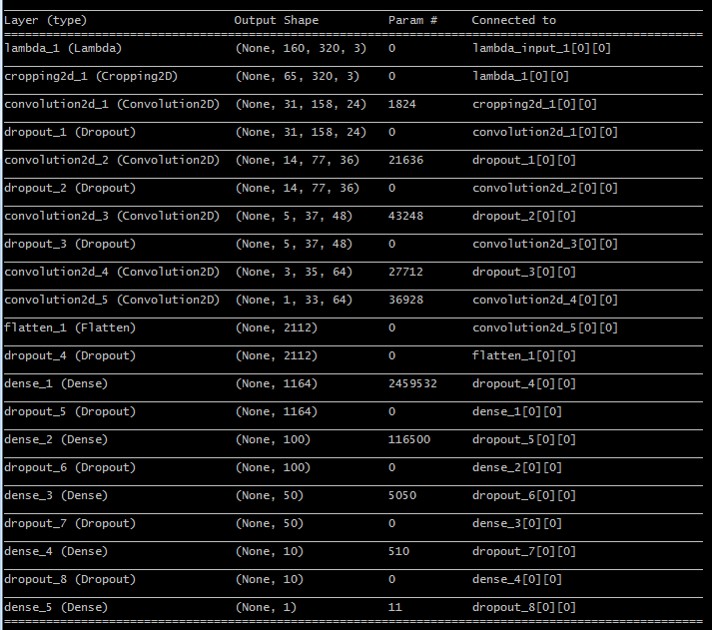 Layer (type) Output Shape Param # Connected to
lambda_1 (Lambda) (None, 160, 320, 3) 0 lambda_input_1[0][0]
cropping2d_1 (Cropping2D) (None, 65, 320, 3) 0 lambda_1[0][0]
convolution2d_1 (Convolution2D) (None, 31, 158, 24) 1824 cropping2d_1[0][0]
dropout_1 (Dropout) (None, 31, 158, 24) 0 convolution2d_1[0][0]
convolution2d_2 (Convolution2D) (None, 14, 77, 36) 21636 dropout_1[0][0]
dropout_2 (Dropout) (None, 14, 77, 36) 0 convolution2d_2[0][0]
convolution2d_3 (Convolution2D) (None, 5, 37, 48) 43248 dropout_2[0][0]
dropout_3 (Dropout) (None, 5, 37, 48) 0 convolution2d_3[0][0]
convolution2d_4 (Convolution2D) (None, 3, 35, 64) 27712 dropout_3[0][0]
convolution2d_5 (Convolution2D) (None, 1, 33, 64) 36928 convolution2d_4[0][0]
flatten_1 (Flatten) (None, 2112) 0 convolution2d_5[0][0]
dropout_4 (Dropout) (None, 2112) 0 flatten_1[0][0]
dense_1 (Dense) (None, 1164) 2459532 dropout_4[0][0]
dropout_5 (Dropout) (None, 1164) 0 dense_1[0][0]
dense_2 (Dense) (None, 100) 116500 dropout_5[0][0]
dropout_6 (Dropout) (None, 100) 0 dense_2[0][0]
dense_3 (Dense) (None, 50) 5050 dropout_6[0][0]
dropout_7 (Dropout) (None, 50) 0 dense_3[0][0]
dense_4 (Dense) (None, 10) 510 dropout_7[0][0]
dropout_8 (Dropout) (None, 10) 0 dense_4[0][0]
dense_5 (Dense) (None, 1) 11 dropout_8[0][0]